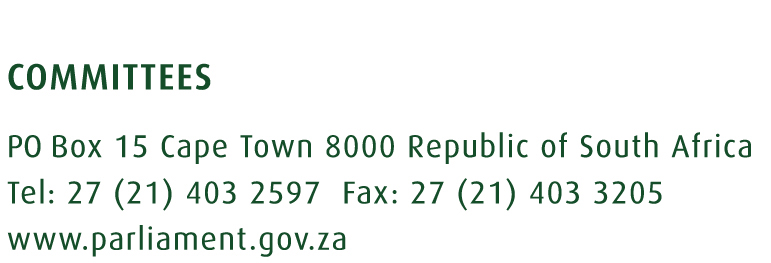 COMMITTEES
PO Box 15 Cape Town 8000 Republic of South Africa
Tel: 27 (21) 403 2597 Fax: 27 (21) 403 3205
www.parliament.gov.za